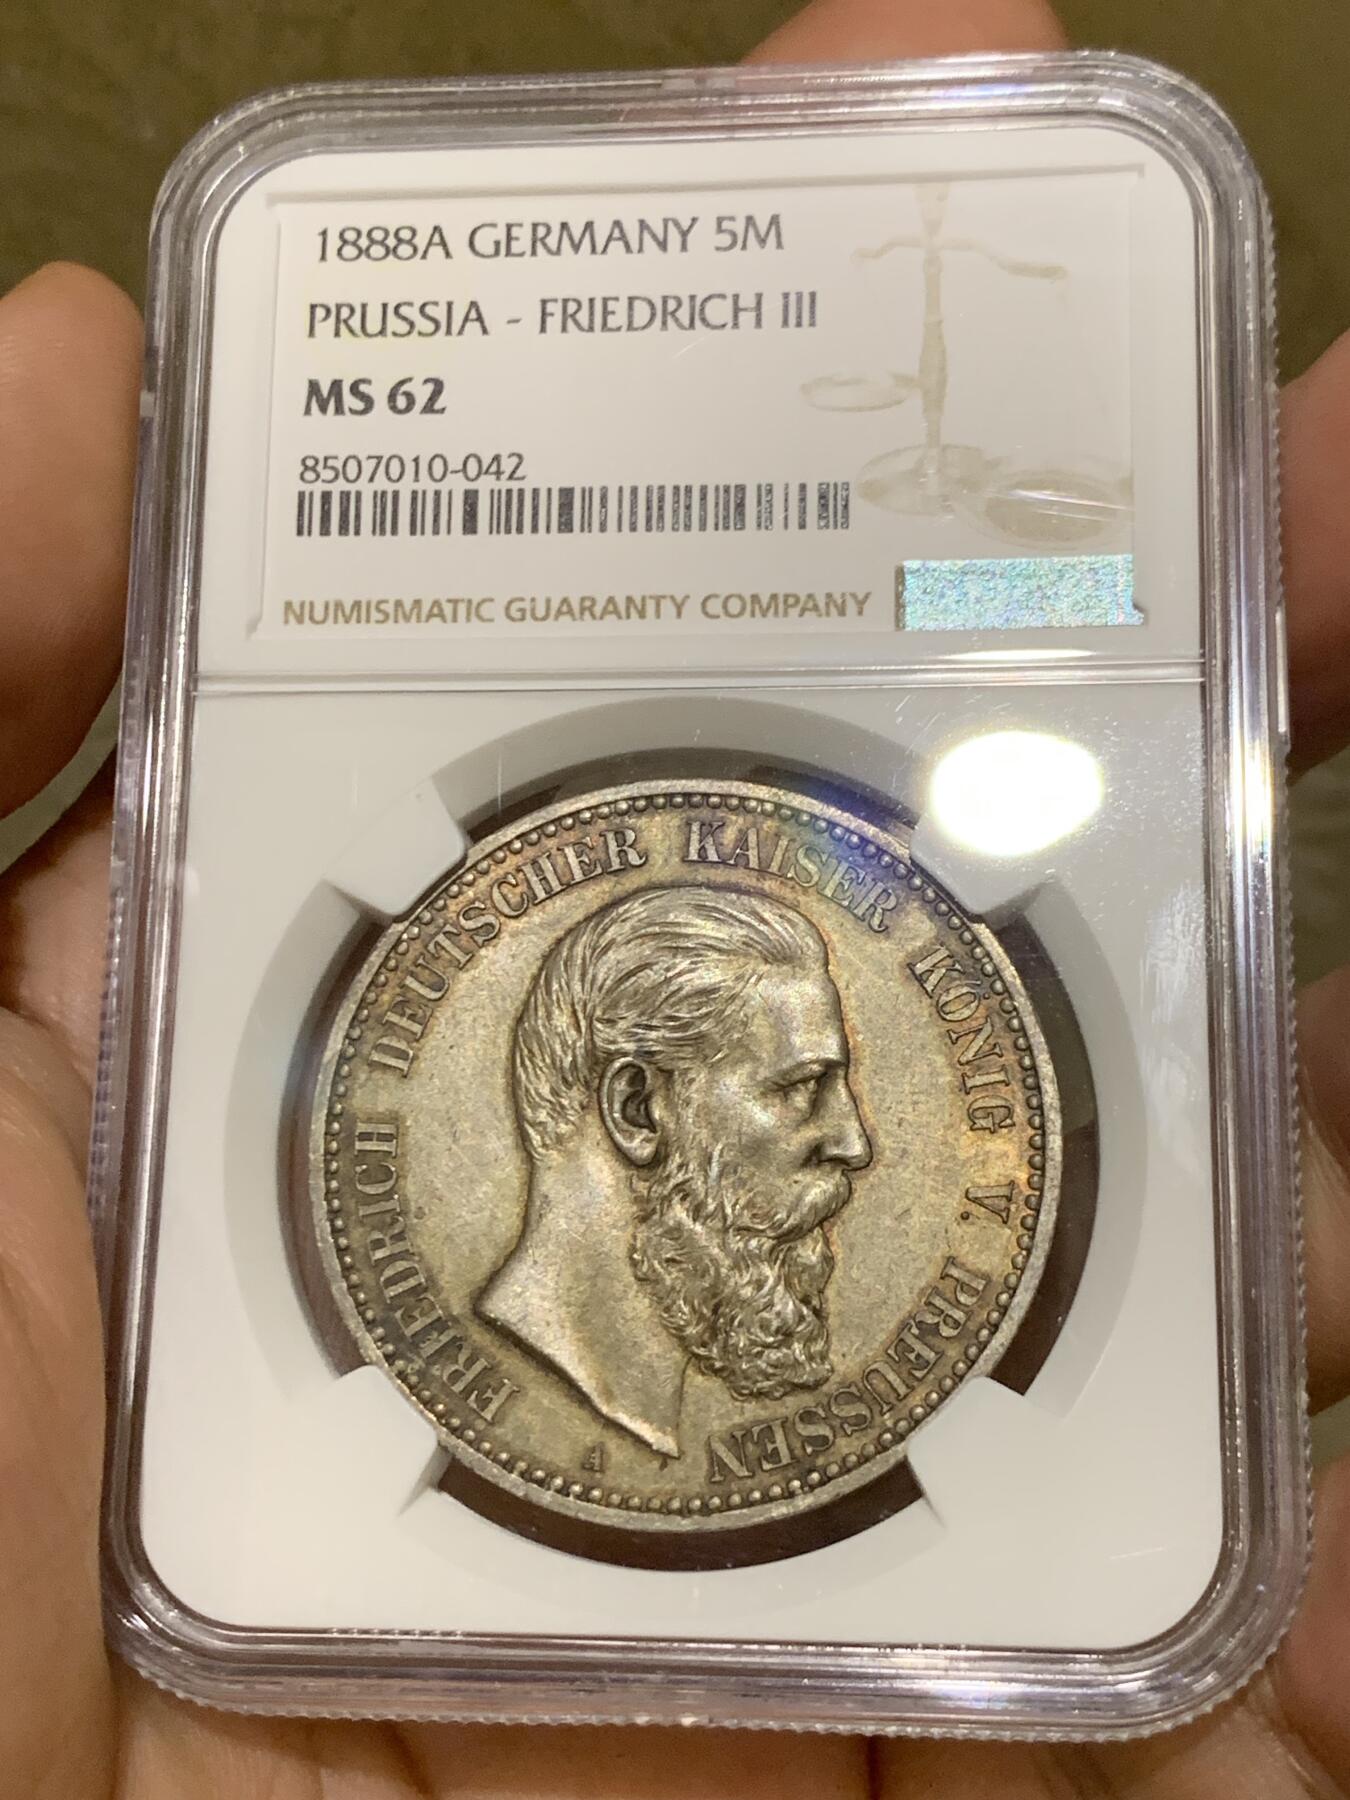 1888A GERMANY 5M
PRUSSIA - FRIEDRICH III
MS 62
8507010-042
NUMISMATIC GUARANTY COMPANY
FRIEDRICH DEUTSCHER KAISER KÖNIG V. PREUSSEN
A